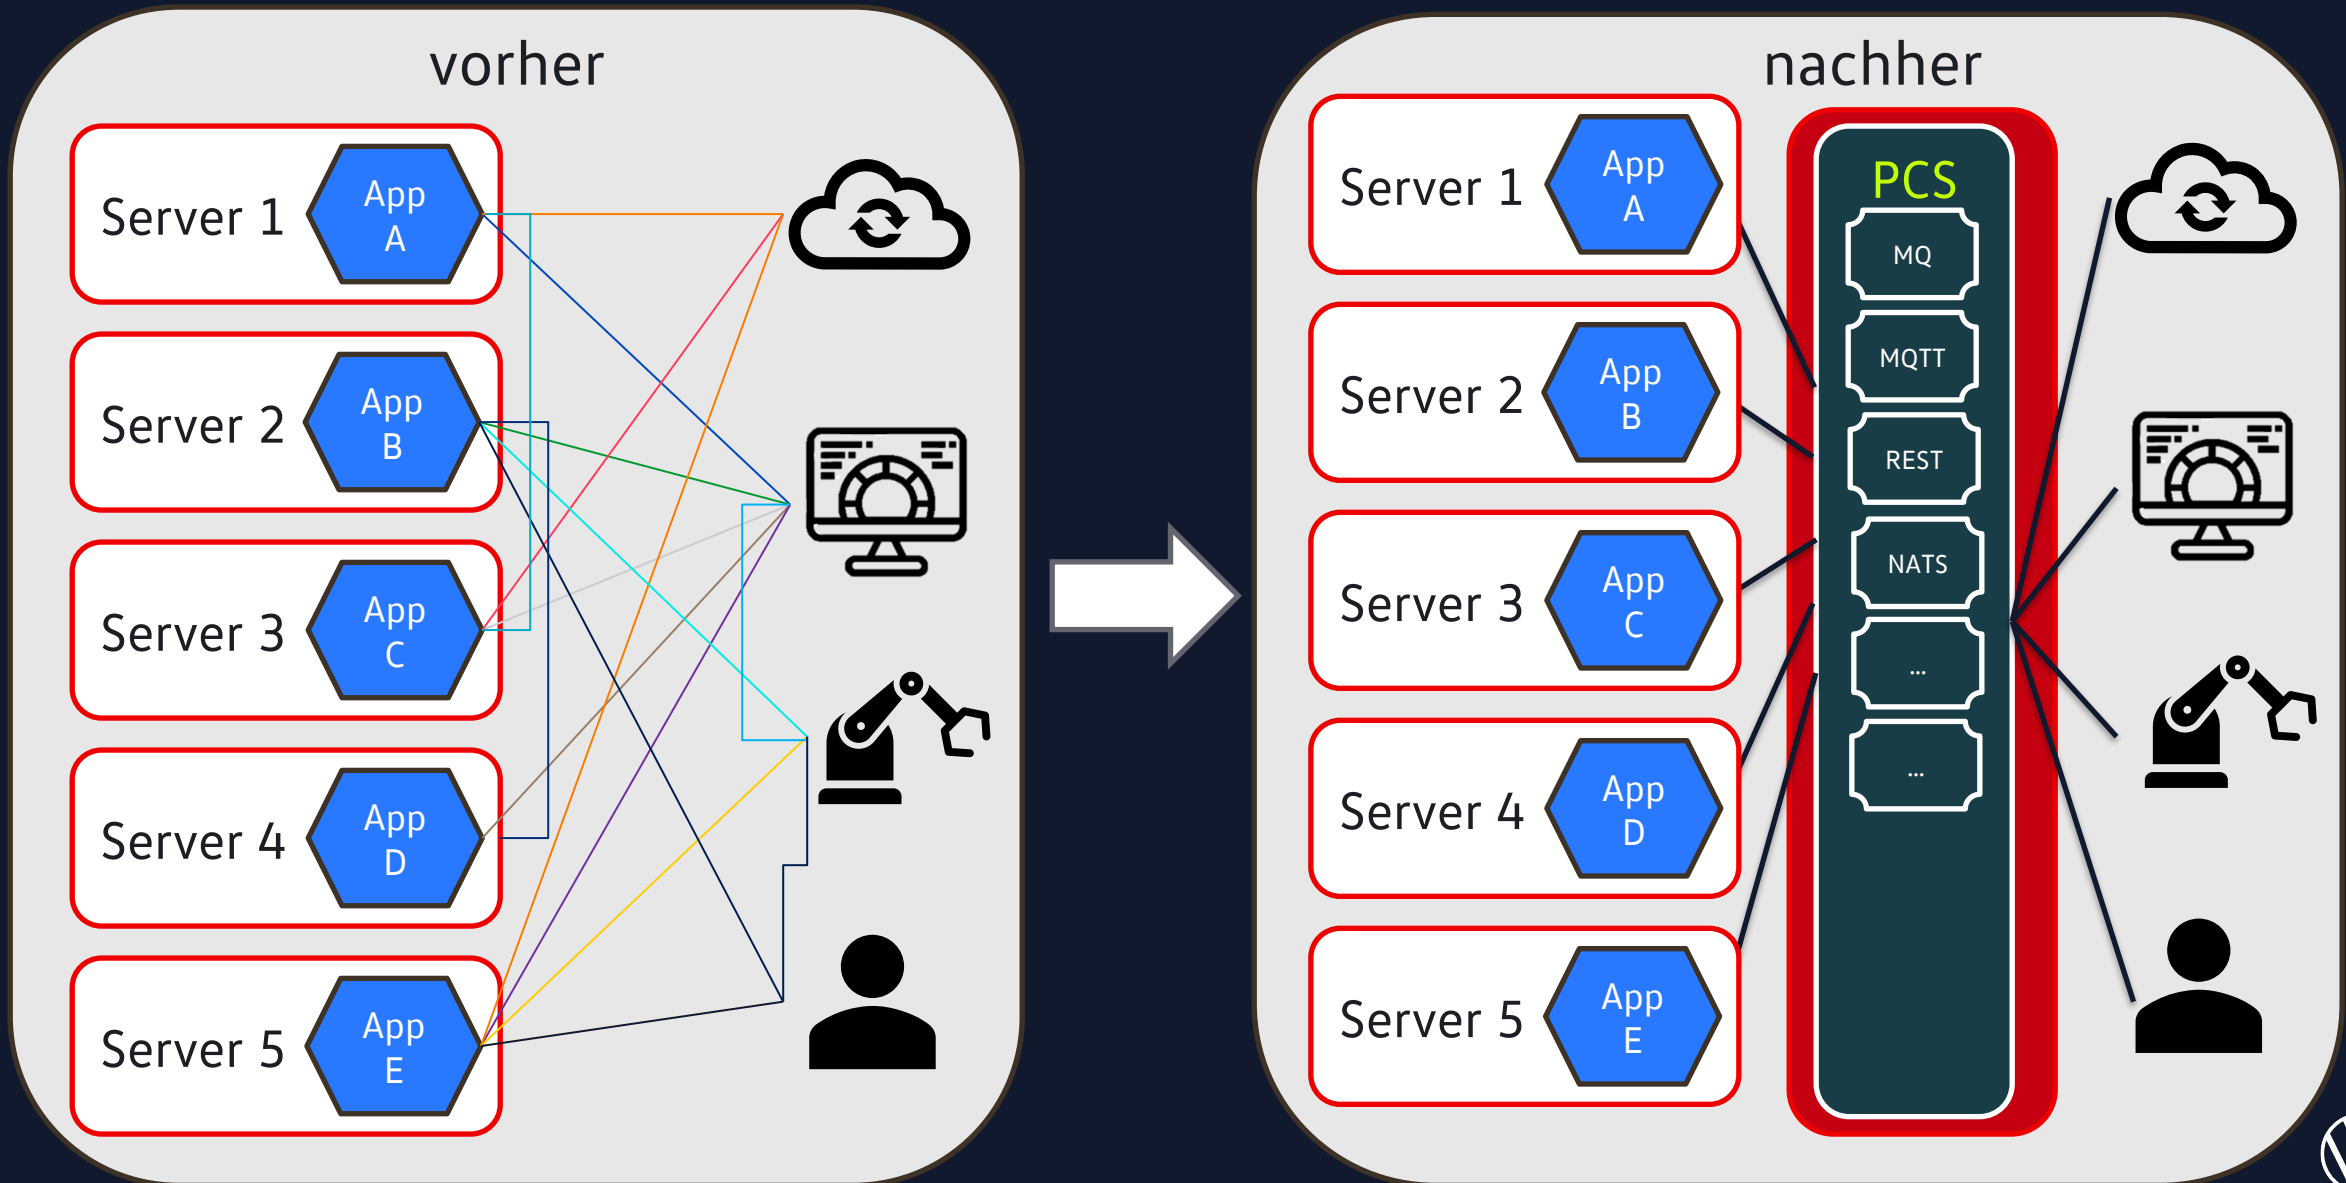 vorher
Server 1
App
A
Server 2
App
B
Server 3
App
C
Server 4
App
D
Server 5
App
E
nachher
Server 1
App
A
Server 2
App
B
Server 3
App
C
Server 4
App
D
Server 5
App
E
PCS
MQ
MQTT
REST
NATS
...
...